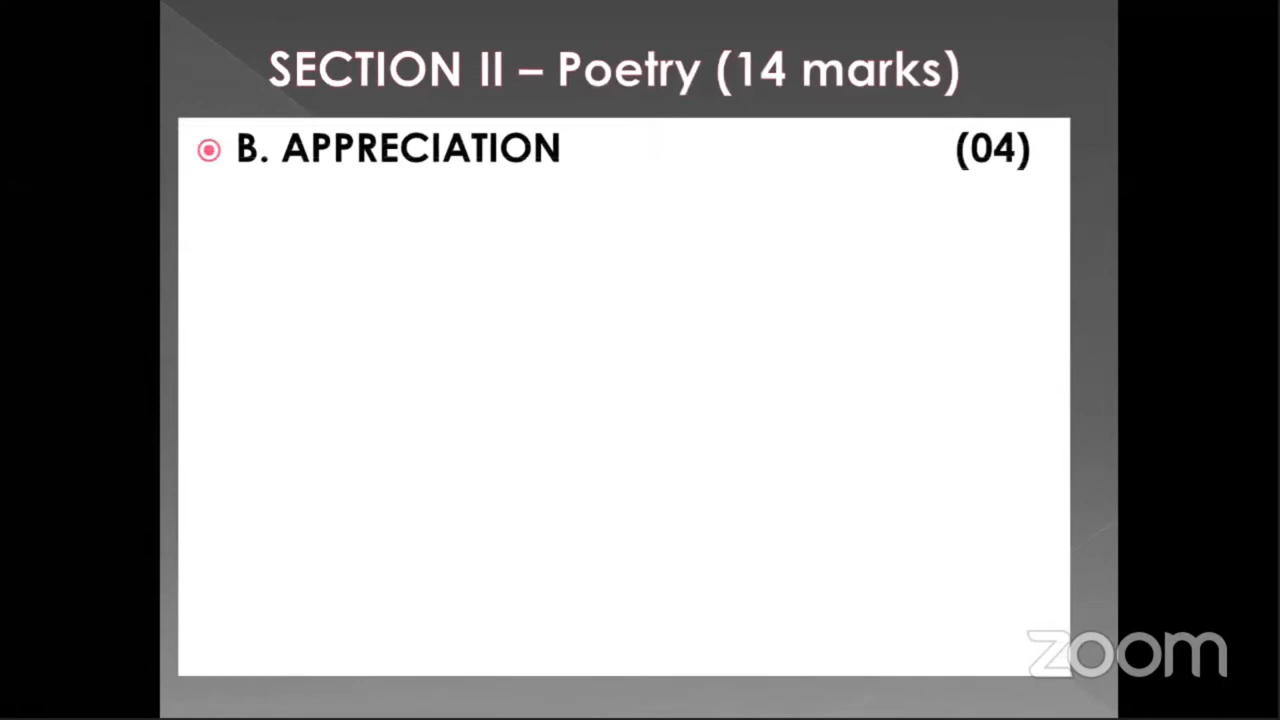 SECTION II – Poetry (14 marks)
B. APPRECIATION (04)
zoom